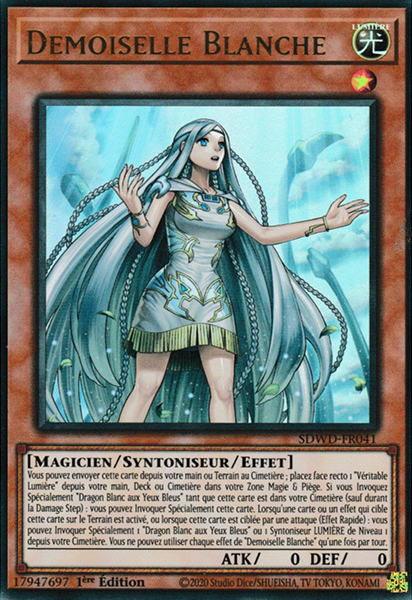 Demoiselle Blanche
LUMIÈRE
光
SDWD-FR041
[Magicien/Syntoniseur/Effet]
Vous pouvez envoyer cette carte depuis votre main ou Terrain au Cimetière ; placez face recto 1 "Véritable
Lumière" depuis votre main, Deck ou Cimetière dans votre Zone Magie & Piège. Si vous Invoquez
Spécialement "Dragon Blanc aux Yeux Bleus" tant que cette carte est dans votre Cimetière (sauf durant
la Damage Step) : vous pouvez Invoquer Spécialement cette carte. Lorsqu'une carte ou un effet qui cible
cette carte sur le Terrain est activé, ou lorsque cette carte est ciblée par une attaque (Effet Rapide) : vous
pouvez Invoquer Spécialement 1 "Dragon Blanc aux Yeux Bleus" ou 1 Syntoniseur LUMIÈRE de Niveau 1
depuis votre Cimetière. Vous ne pouvez utiliser chaque effet de "Demoiselle Blanche" qu'une fois par tour.
ATK/ 0 DEF/ 0
17947697 1ère Édition ©2020 Studio Dice/SHUEISHA, TV TOKYO, KONAMI